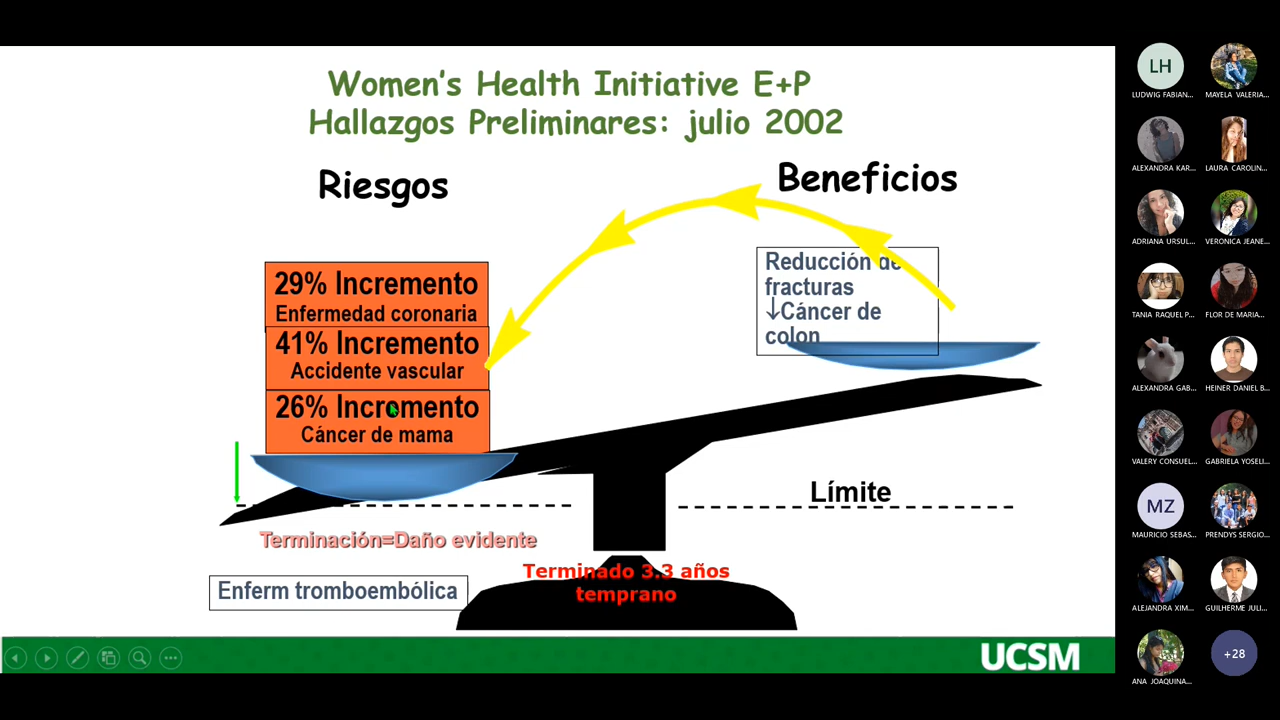 Women's Health Initiative E+P
Hallazgos Preliminares: julio 2002
Riesgos
Beneficios
29% Incremento
Enfermedad coronaria
41% Incremento
Accidente vascular
26% Incremento
Cáncer de mama
Reducción de
fracturas
↓Cáncer de
colon
Límite
Terminación=Daño evidente
Enferm tromboembólica
Terminado 3.3 años
temprano
UCSM
LH
LUDWIG FABIAN...
MAYELA VALERIA...
ALEXANDRA KAR...
LAURA CAROLIN...
ADRIANA URSUL...
VERONICA JEANE...
TANIA RAQUEL P...
FLOR DE MARIA...
ALEXANDRA GAB...
HEINER DANIEL B...
VALERY CONSUEL...
GABRIELA YOSELI...
MZ
MAURICIO SEBAS...
PRENDYS SERGIO...
ALEJANDRA XIM...
GUILHERME JULI...
ANA JOAQUINA...
+28